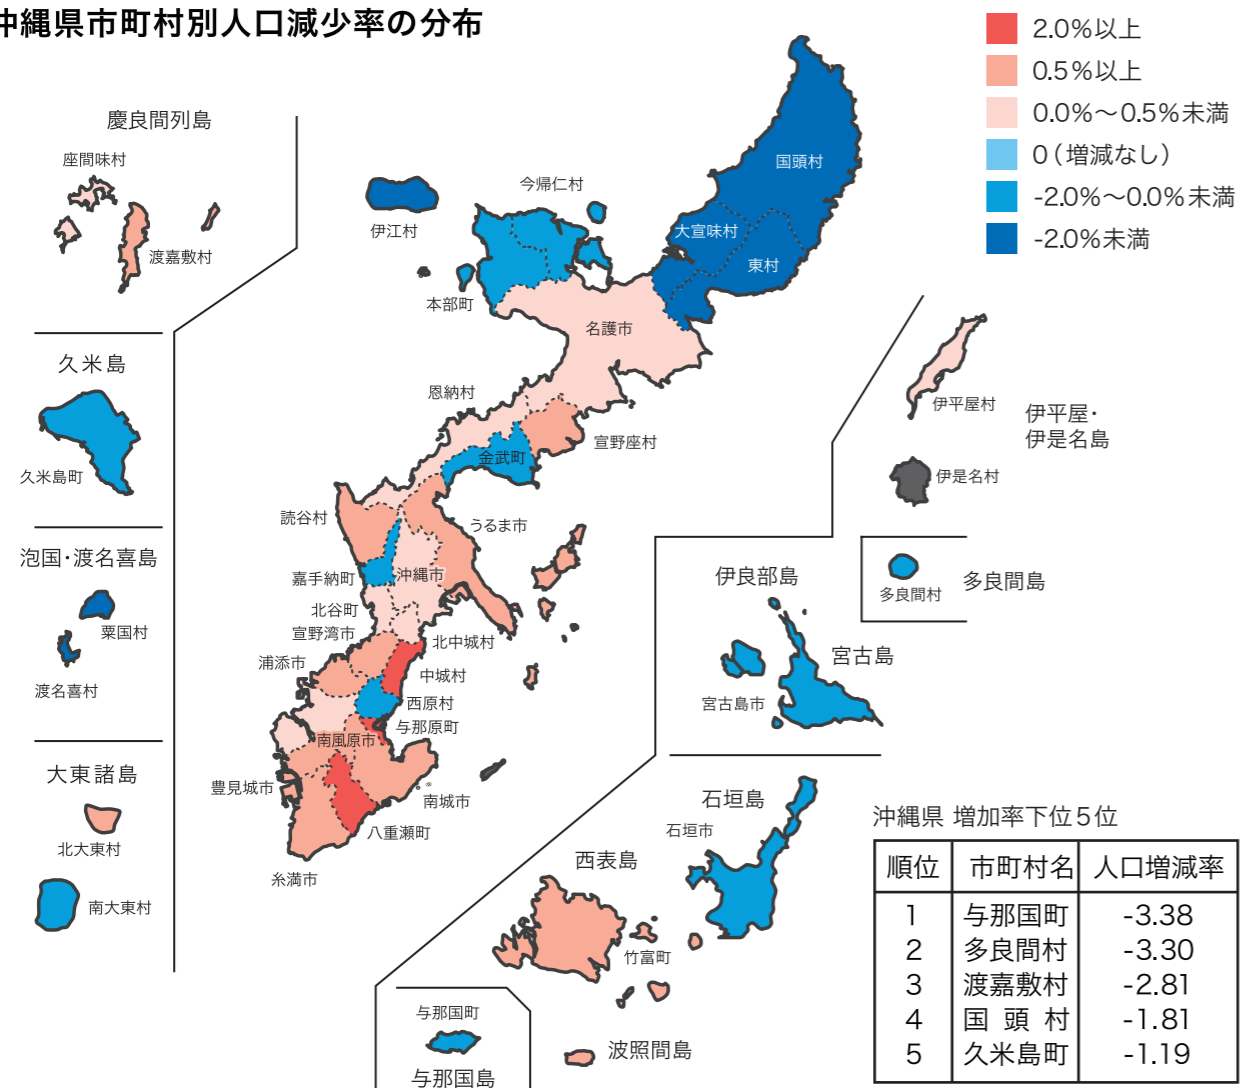 沖縄県市町村別人口減少率の分布
2.0%以上
0.5%以上
0.0%～0.5%未満
0（増減なし）
-2.0%～0.0%未満
-2.0%未満
慶良間列島
座間味村
渡嘉敷村
伊江村
今帰仁村
本部町
国頭村
大宜味村
東村
名護市
恩納村
金武町
宜野座村
久米島
久米島町
伊平屋村
伊平屋・
伊是名島
伊是名村
読谷村
うるま市
嘉手納町
沖縄市
北谷町
宜野湾市
北中城村
浦添市
中城村
西原村
与那原町
南風原市
豊見城市
南城市
八重瀬町
糸満市
泡国・渡名喜島
粟国村
渡名喜村
大東諸島
北大東村
南大東村
伊良部島
多良間村
多良間島
宮古島
宮古島市
石垣島
石垣市
西表島
竹富町
波照間島
与那国町
与那国島
沖縄県 増加率下位５位
順位 市町村名 人口増減率
1 与那国町 -3.38
2 多良間村 -3.30
3 渡嘉敷村 -2.81
4 国頭村 -1.81
5 久米島町 -1.19